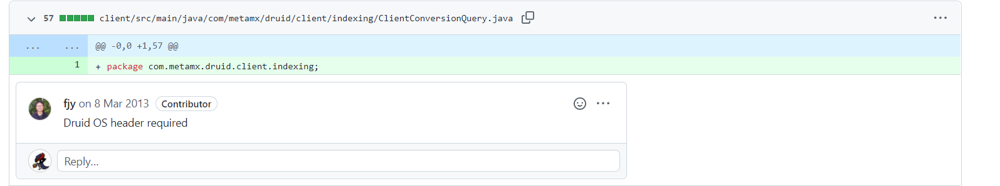 57 client/src/main/java/com/metamx/druid/client/indexing/ClientConversionQuery.java
... ... @@ -0,0 +1,57 @@
1 + package com.metamx.druid.client.indexing;
fjy on 8 Mar 2013 Contributor
Druid OS header required
Reply...